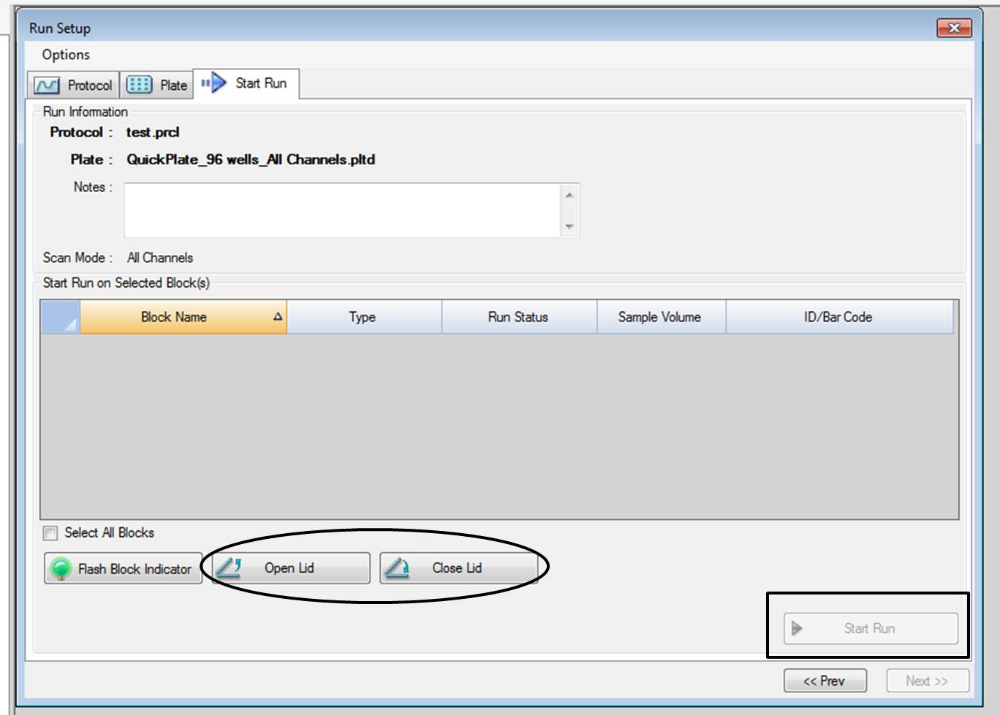 Run Setup
Options
Protocol Plate Start Run
Run Information
Protocol : test.prcl
Plate : QuickPlate_96 wells_All Channels.pltd
Notes :
Scan Mode : All Channels
Start Run on Selected Block(s)
Block Name Type Run Status Sample Volume ID/Bar Code
Select All Blocks
Flash Block Indicator Open Lid Close Lid
Start Run
<< Prev Next >>